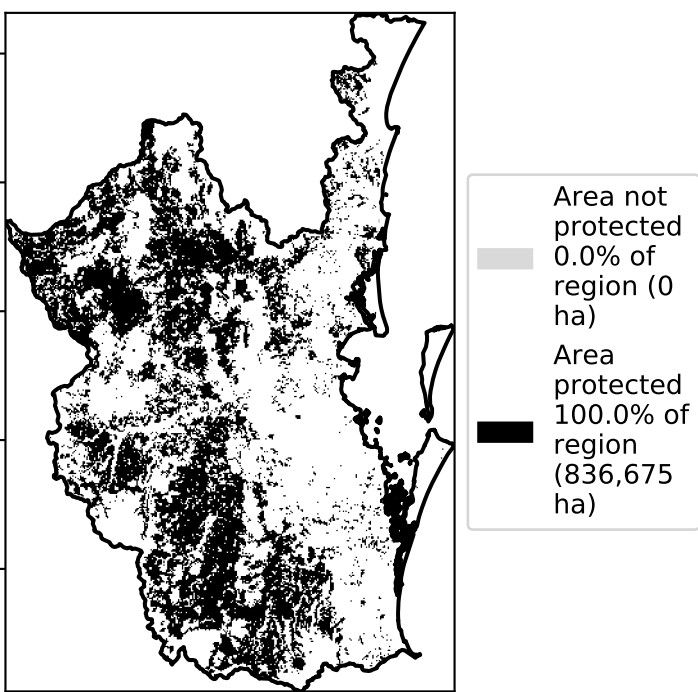 Area not
protected
0.0% of
region (0
ha)
Area
protected
100.0% of
region
(836,675
ha)